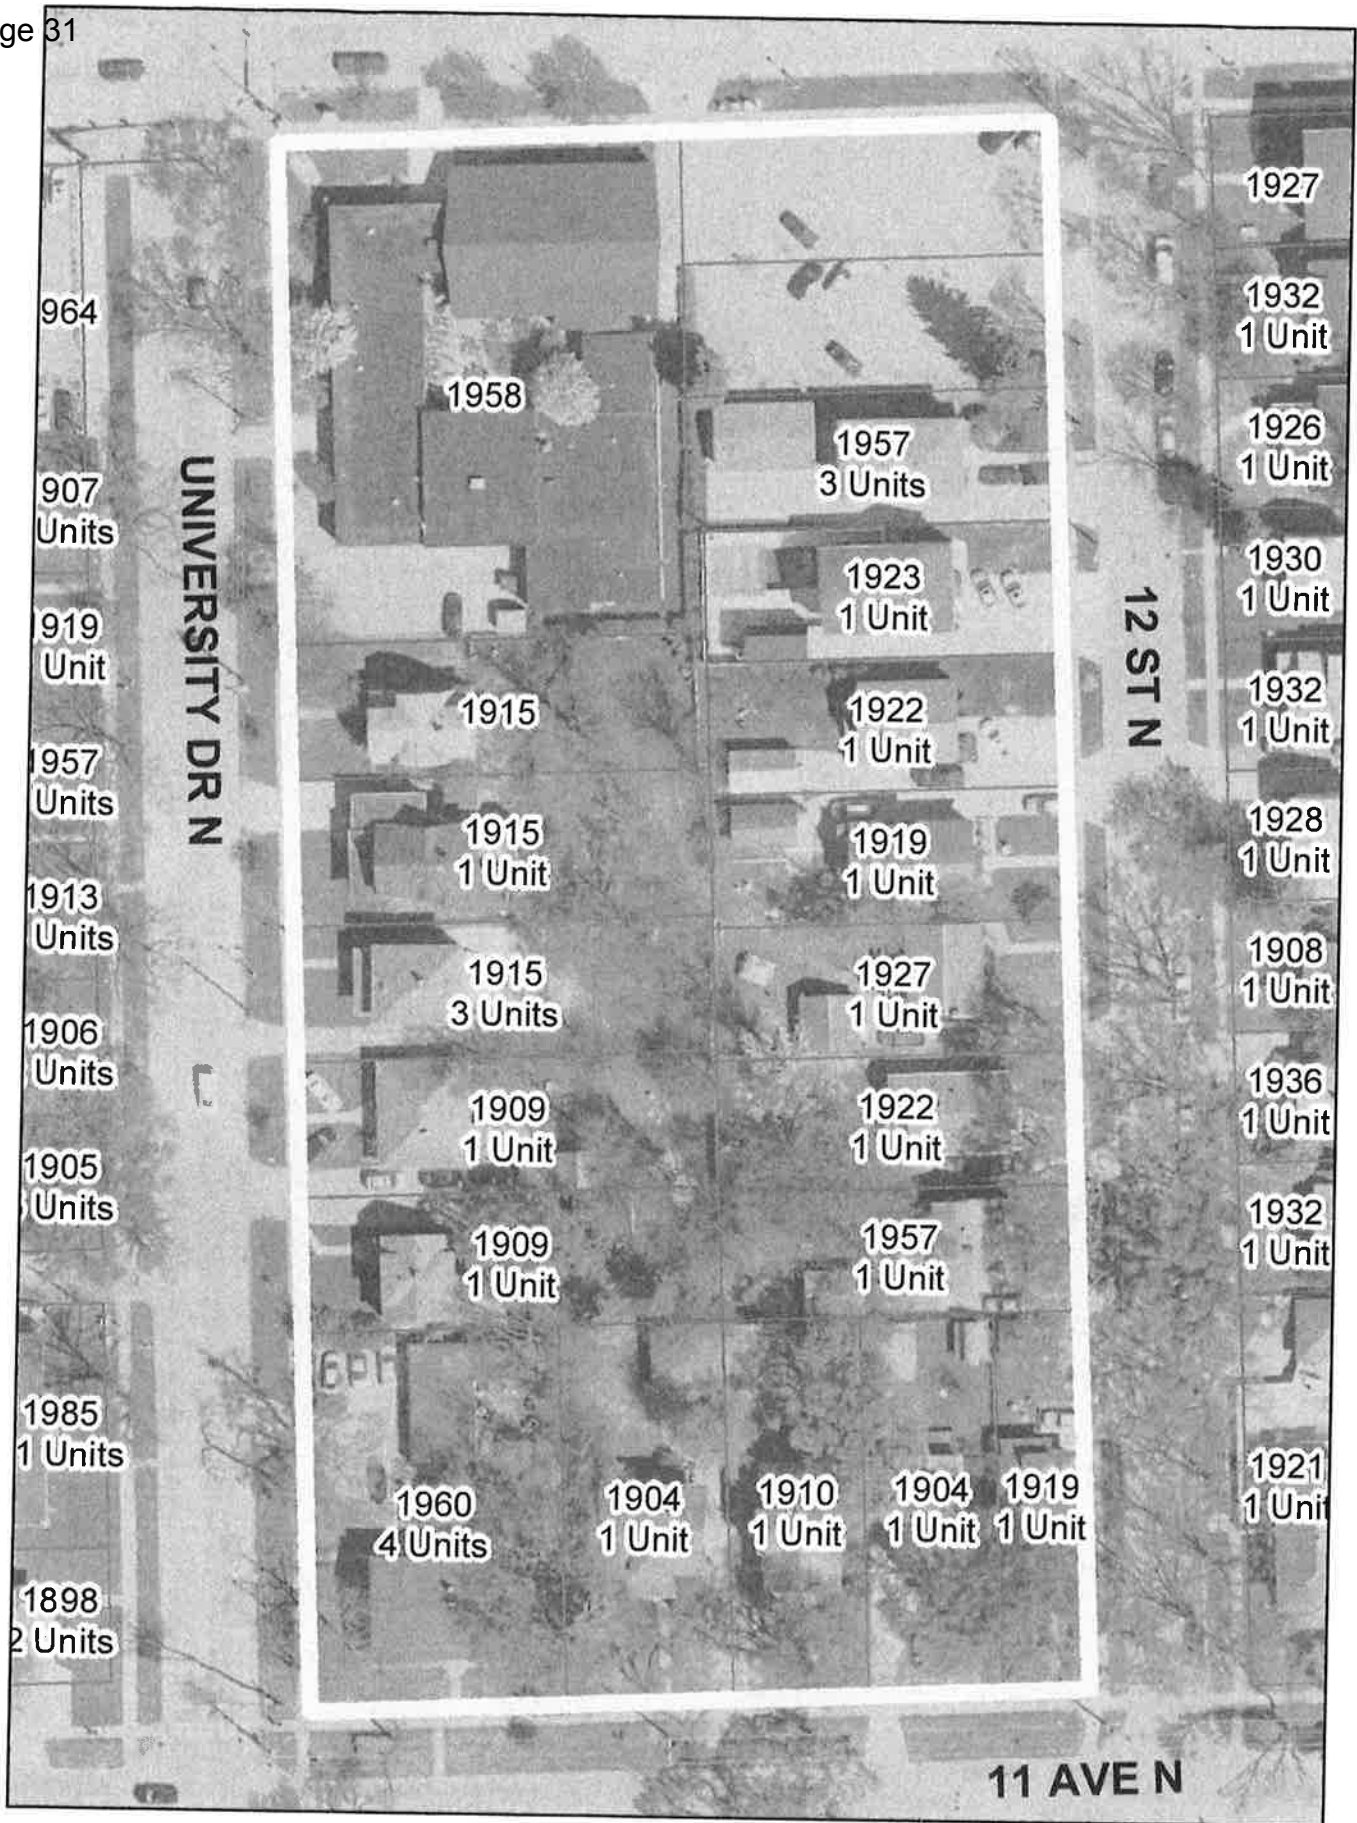 ge 31
1927
964
1932
1 Unit
1958
1926
1 Unit
1957
3 Units
907
Units
UNIVERSITY DR N
1923
1 Unit
12 ST N
1930
1 Unit
919
Unit
1915
1922
1 Unit
1932
1 Unit
1957
Units
1915
1 Unit
1919
1 Unit
1928
1 Unit
1913
Units
1915
3 Units
1927
1 Unit
1908
1 Unit
1906
Units
1909
1 Unit
1922
1 Unit
1936
1 Unit
1905
Units
1909
1 Unit
1957
1 Unit
1932
1 Unit
1985
1 Units
1960
4 Units
1904
1 Unit
1910
1 Unit
1904
1 Unit
1919
1 Unit
1921
1 Unit
1898
2 Units
11 AVE N